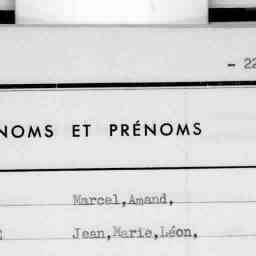 - 22
NOMS ET PRÉNOMS
Marcel,Amand,
Jean,Marie,Léon,